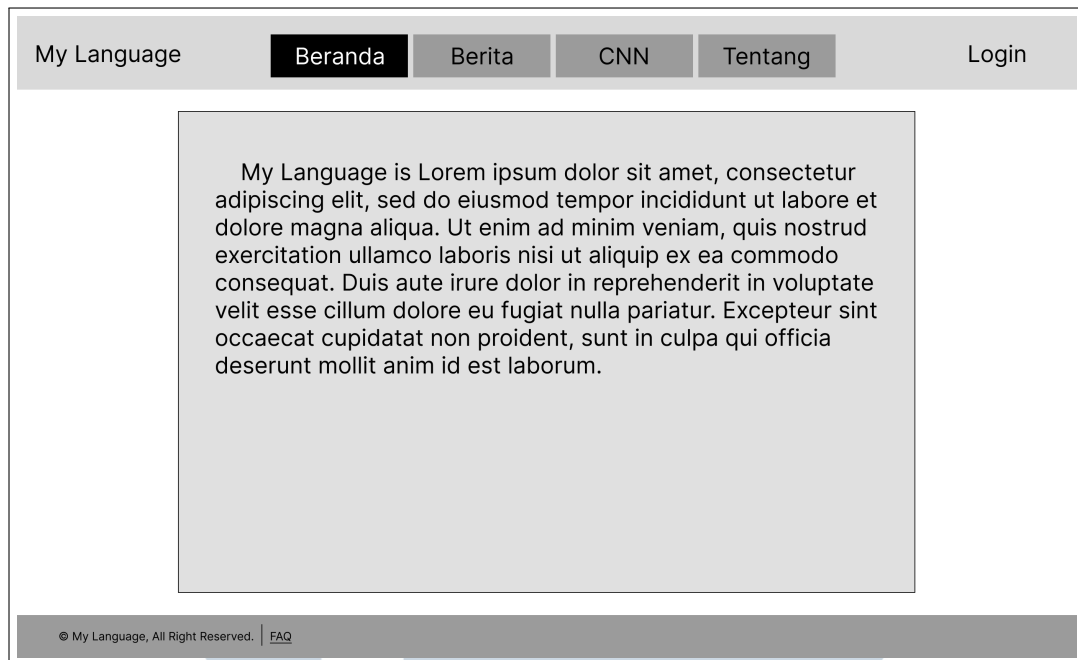 My Language Beranda Berita CNN Tentang Login
My Language is Lorem ipsum dolor sit amet, consectetur
adipiscing elit, sed do eiusmod tempor incididunt ut labore et
dolore magna aliqua. Ut enim ad minim veniam, quis nostrud
exercitation ullamco laboris nisi ut aliquip ex ea commodo
consequat. Duis aute irure dolor in reprehenderit in voluptate
velit esse cillum dolore eu fugiat nulla pariatur. Excepteur sint
occaecat cupidatat non proident, sunt in culpa qui officia
deserunt mollit anim id est laborum.
© My Language, All Right Reserved. FAQ